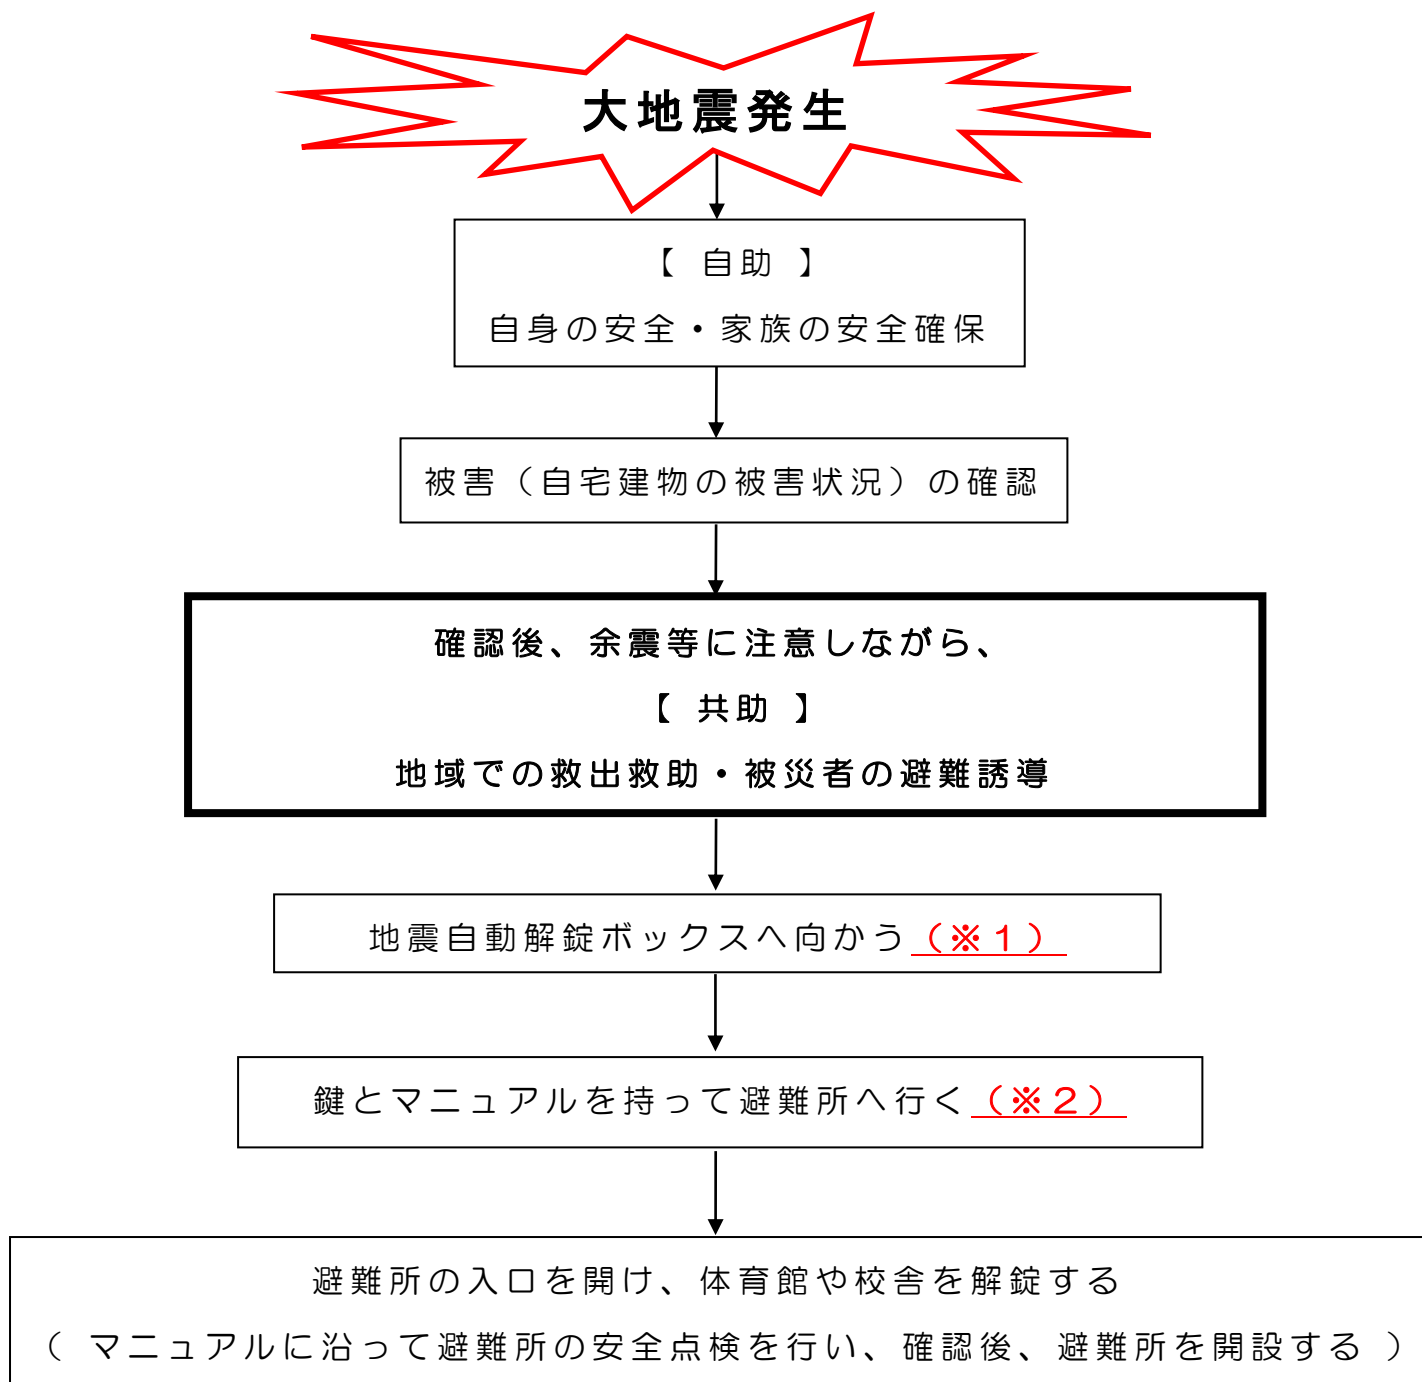 大地震発生
【 自助 】
自身の安全・家族の安全確保
被害（自宅建物の被害状況）の確認
確認後、余震等に注意しながら、
【 共助 】
地域での救出救助・被災者の避難誘導
地震自動解錠ボックスへ向かう（※１）
鍵とマニュアルを持って避難所へ行く（※２）
避難所の入口を開け、体育館や校舎を解錠する
（ マニュアルに沿って避難所の安全点検を行い、確認後、避難所を開設する ）